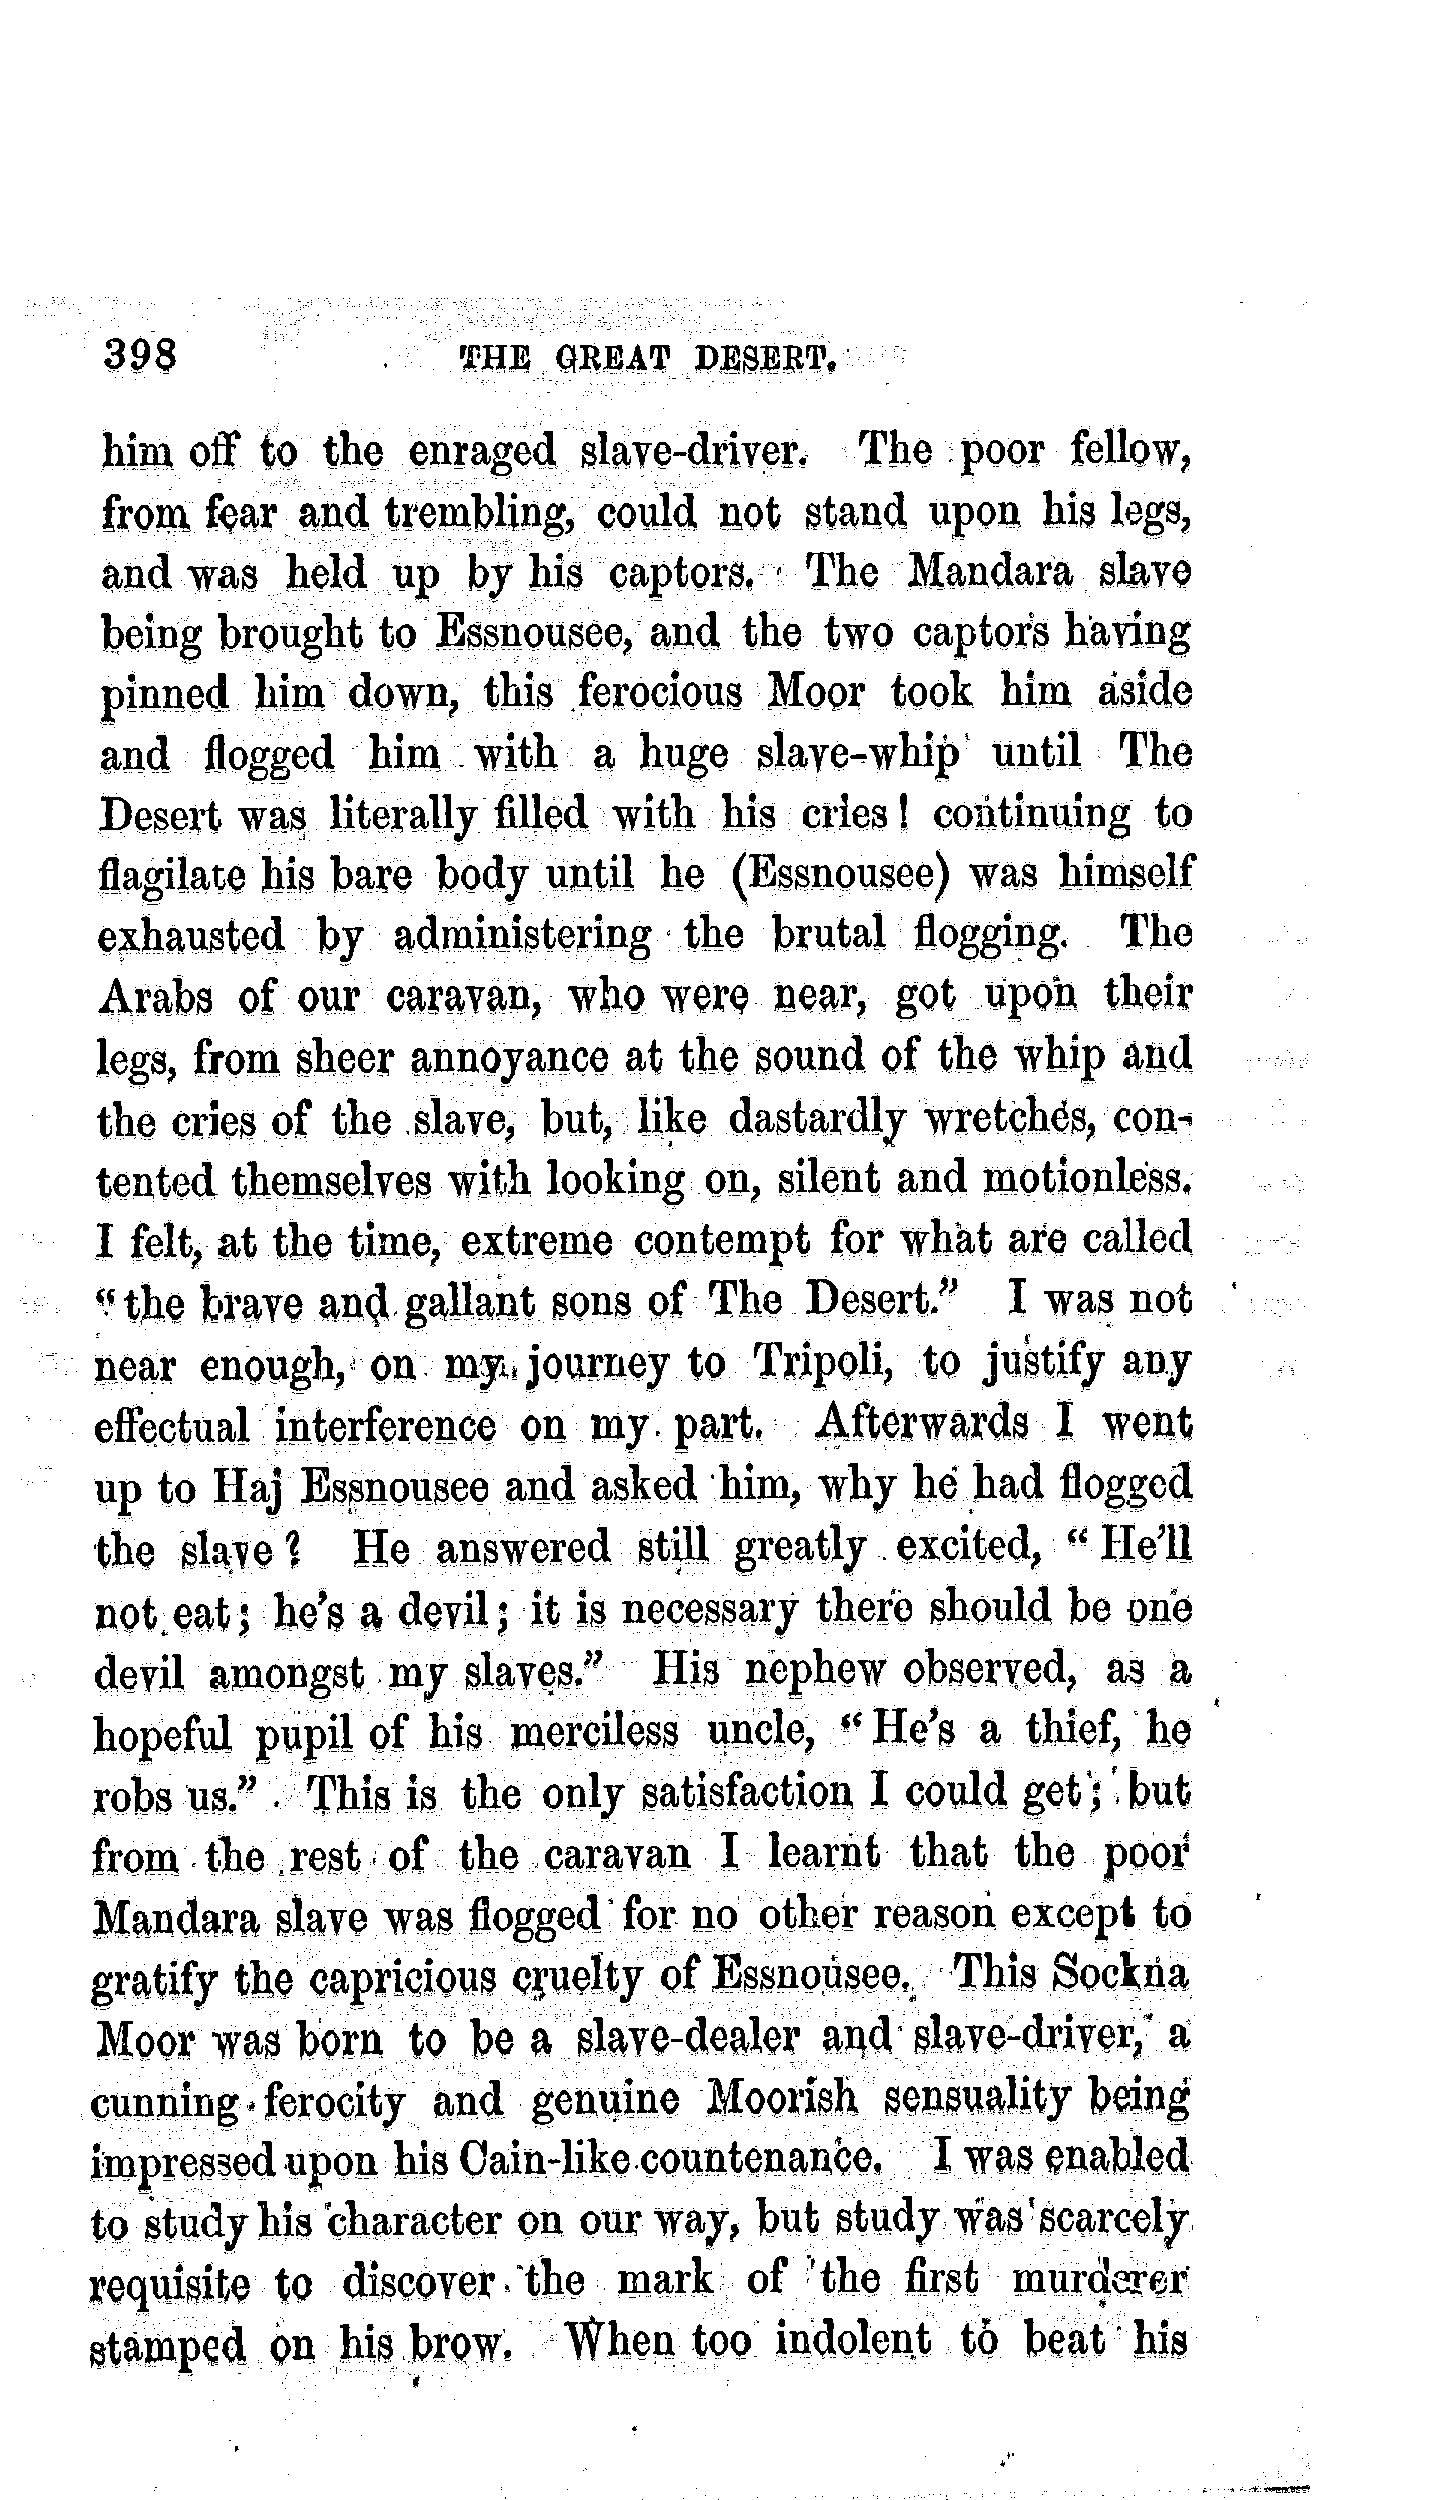 398 THE GREAT DESERT.
him off to the enraged slave-driver. The poor fellow,
from fear and trembling, could not stand upon his legs,
and was held up by his captors. The Mandara slave
being brought to Essnousee, and the two captors having
pinned him down, this ferocious Moor took him aside
and flogged him with a huge slave-whip until The
Desert was literally filled with his cries! continuing to
flagilate his bare body until he (Essnousee) was himself
exhausted by administering the brutal flogging. The
Arabs of our caravan, who were near, got upon their
legs, from sheer annoyance at the sound of the whip and
the cries of the slave, but, like dastardly wretches, con-
tented themselves with looking on, silent and motionless.
I felt, at the time, extreme contempt for what are called
"the brave and gallant sons of The Desert." I was not
near enough, on my journey to Tripoli, to justify any
effectual interference on my part. Afterwards I went
up to Haj Essnousee and asked him, why he had flogged
the slave? He answered still greatly excited, "He'll
not eat; he's a devil; it is necessary there should be one
devil amongst my slaves." His nephew observed, as a
hopeful pupil of his merciless uncle, "He's a thief, he
robs us." This is the only satisfaction I could get; but
from the rest of the caravan I learnt that the poor
Mandara slave was flogged for no other reason except to
gratify the capricious cruelty of Essnousee. This Sockna
Moor was born to be a slave-dealer and slave-driver, a
cunning ferocity and genuine Moorish sensuality being
impressed upon his Cain-like countenance. I was enabled
to study his character on our way, but study was scarcely
requisite to discover the mark of the first murderer
stamped on his brow. When too indolent to beat his